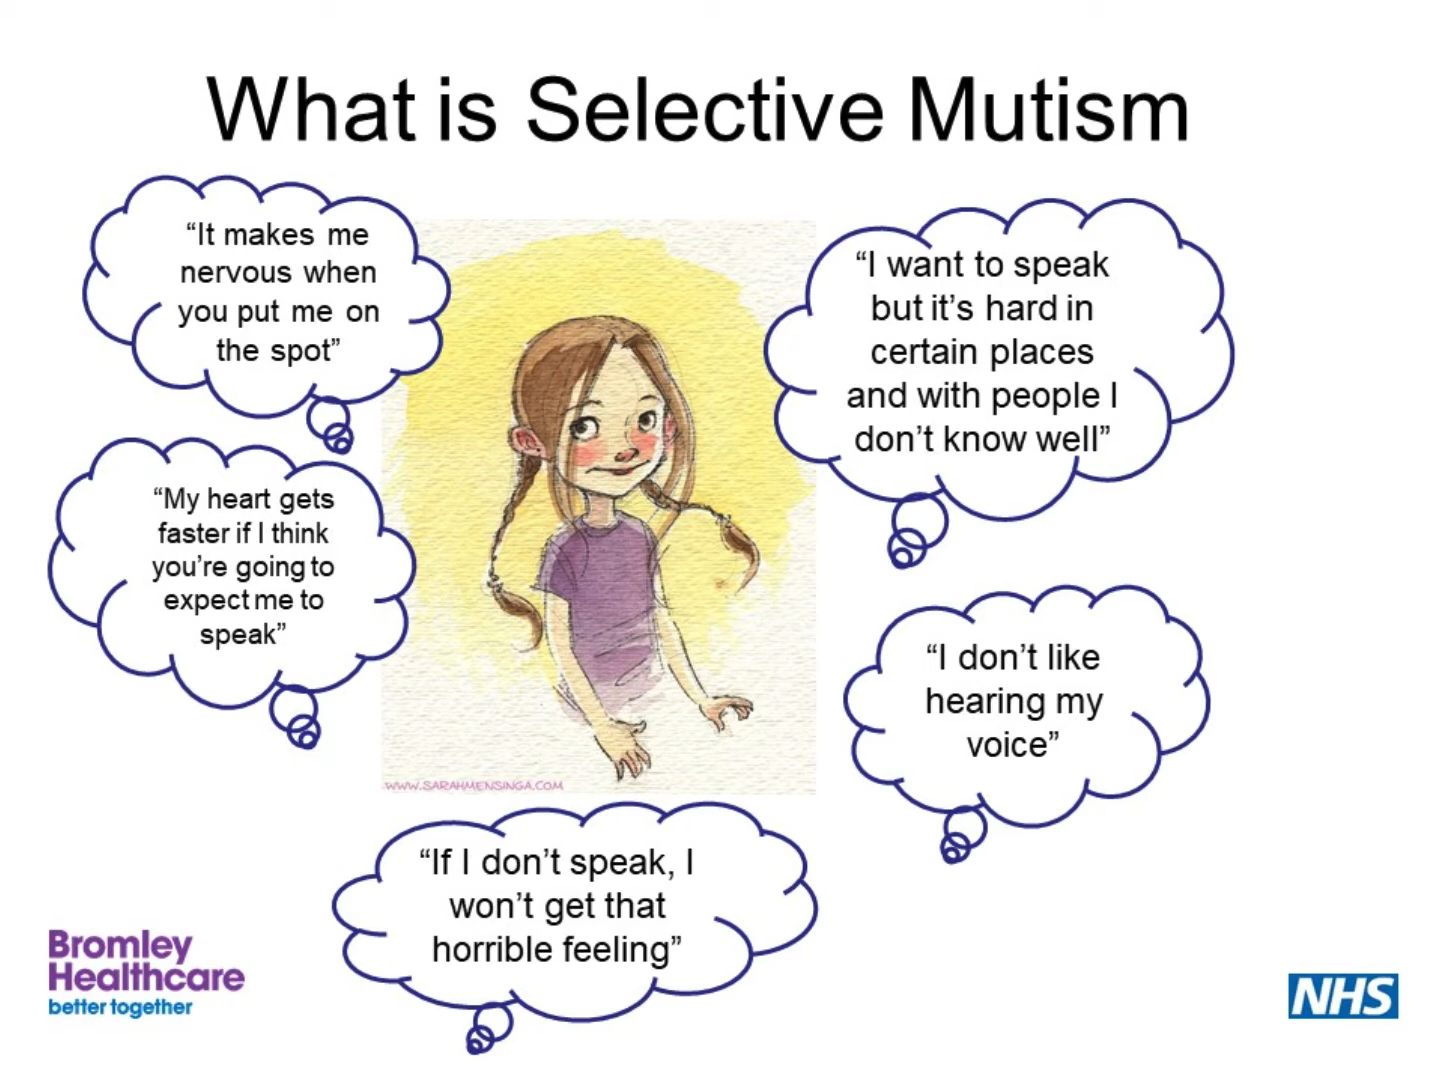 What is Selective Mutism
“It makes me
nervous when
you put me on
the spot”
“I want to speak
but it’s hard in
certain places
and with people I
don’t know well”
“My heart gets
faster if I think
you’re going to
expect me to
speak”
“I don’t like
hearing my
voice”
WWW.SARAHMENSINGA.COM
“If I don’t speak, I
won’t get that
horrible feeling”
Bromley
Healthcare
better together
NHS